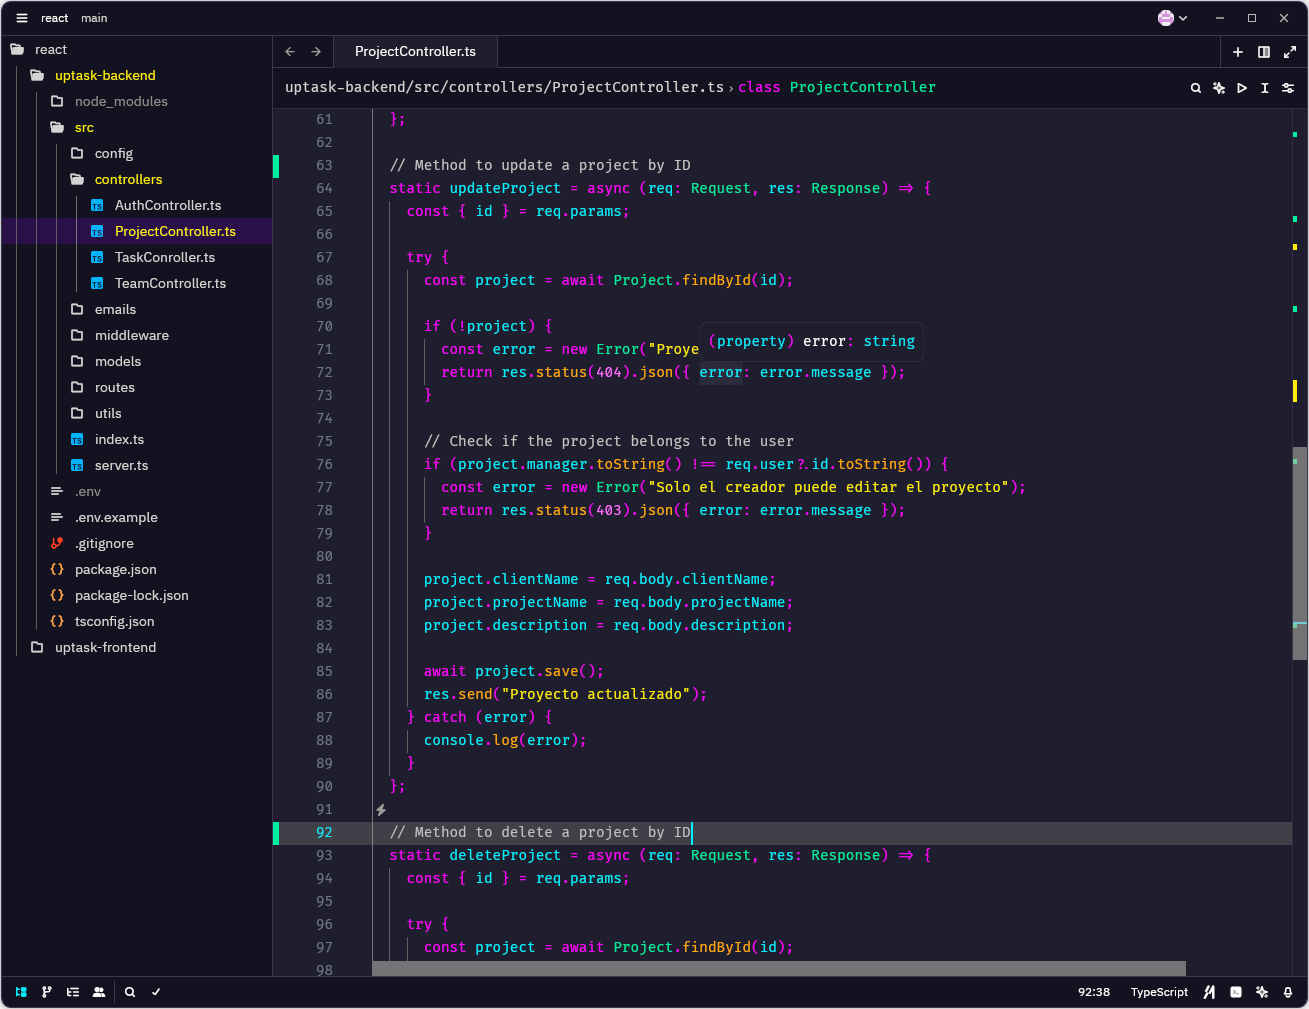 react main
react
uptask-backend
node_modules
src
config
controllers
AuthController.ts
ProjectController.ts
TaskConroller.ts
TeamController.ts
emails
middleware
models
routes
utils
index.ts
server.ts
.env
.env.example
.gitignore
package.json
package-lock.json
tsconfig.json
uptask-frontend
ProjectController.ts
uptask-backend/src/controllers/ProjectController.ts › class ProjectController
61 };
62
63 // Method to update a project by ID
64 static updateProject = async (req: Request, res: Response) => {
65 const { id } = req.params;
66
67 try {
68 const project = await Project.findById(id);
69
70 if (!project) {
(property) error: string
71 const error = new Error("Proye
72 return res.status(404).json({ error: error.message });
73 }
74
75 // Check if the project belongs to the user
76 if (project.manager.toString() !== req.user?.id.toString()) {
77 const error = new Error("Solo el creador puede editar el proyecto");
78 return res.status(403).json({ error: error.message });
79 }
80
81 project.clientName = req.body.clientName;
82 project.projectName = req.body.projectName;
83 project.description = req.body.description;
84
85 await project.save();
86 res.send("Proyecto actualizado");
87 } catch (error) {
88 console.log(error);
89 }
90 };
91
92 // Method to delete a project by ID
93 static deleteProject = async (req: Request, res: Response) => {
94 const { id } = req.params;
95
96 try {
97 const project = await Project.findById(id);
98
92:38 TypeScript